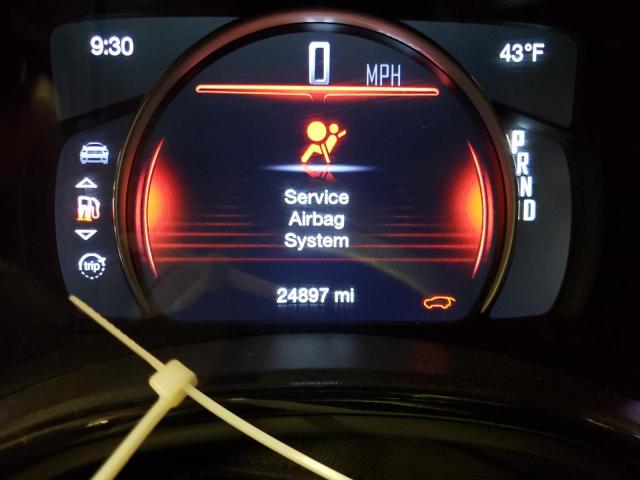 9:30
0 MPH
43°F
Service
Airbag
System
P
R
N
D
trip
24897 mi